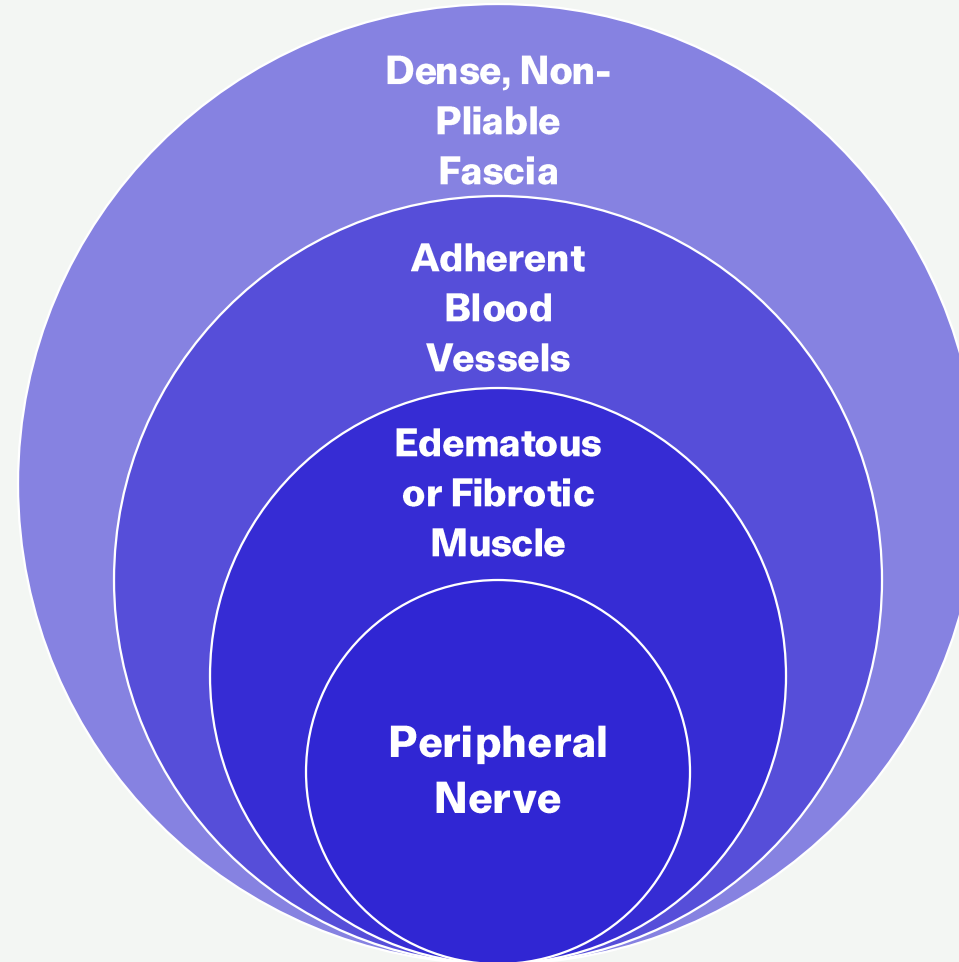 Dense, Non-
Pliable
Fascia
Adherent
Blood
Vessels
Edematous
or Fibrotic
Muscle
Peripheral
Nerve